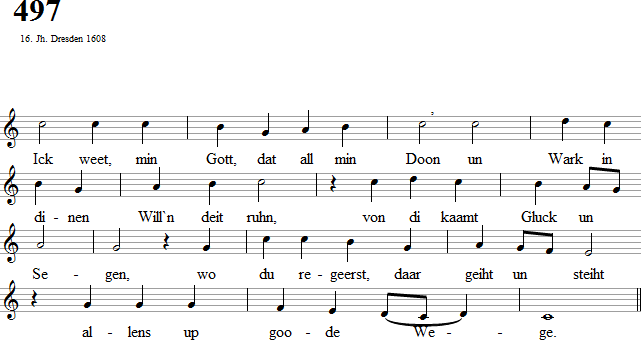 497
16. Jh. Dresden 1608
Ick weet, min Gott, dat all min Doon un Wark in
di - nen Will`n deit ruhn, von di kaamt Gluck un
Se - gen, wo du re - geerst, daar geiht un steiht
al - lens up goo - de We - - ge.